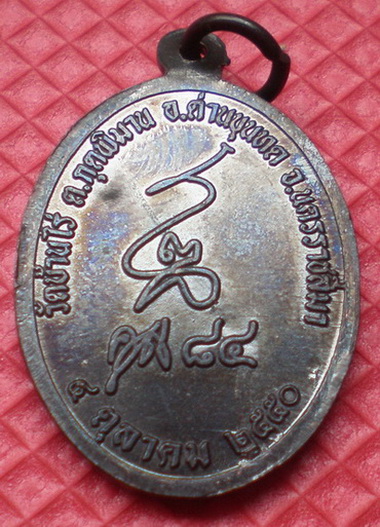 วัดบ้านไร่ ต.กุดพิมาน อ.ด่านขุนทด จ.นครราชสีมา
๘๔
๔ ตุลาคม ๒๕๕๐